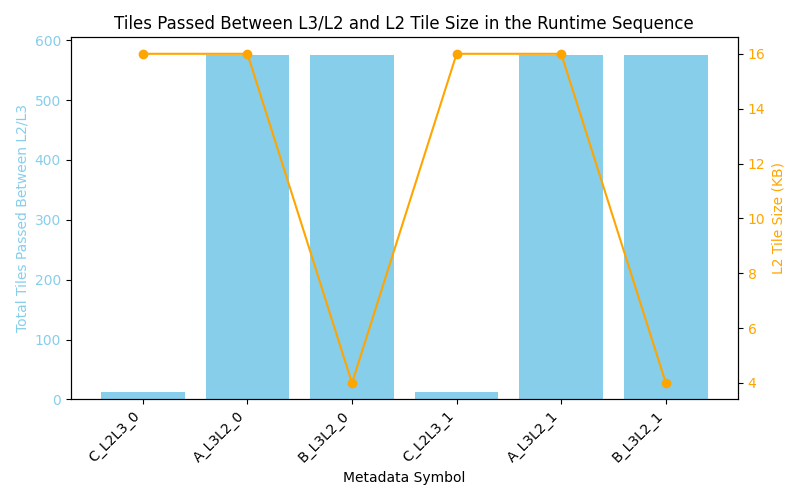 Tiles Passed Between L3/L2 and L2 Tile Size in the Runtime Sequence
Total Tiles Passed Between L2/L3
600
500
400
300
200
100
0
L2 Tile Size (KB)
16
14
12
10
8
6
4
C_L2L3_0
A_L3L2_0
B_L3L2_0
C_L2L3_1
A_L3L2_1
B_L3L2_1
Metadata Symbol